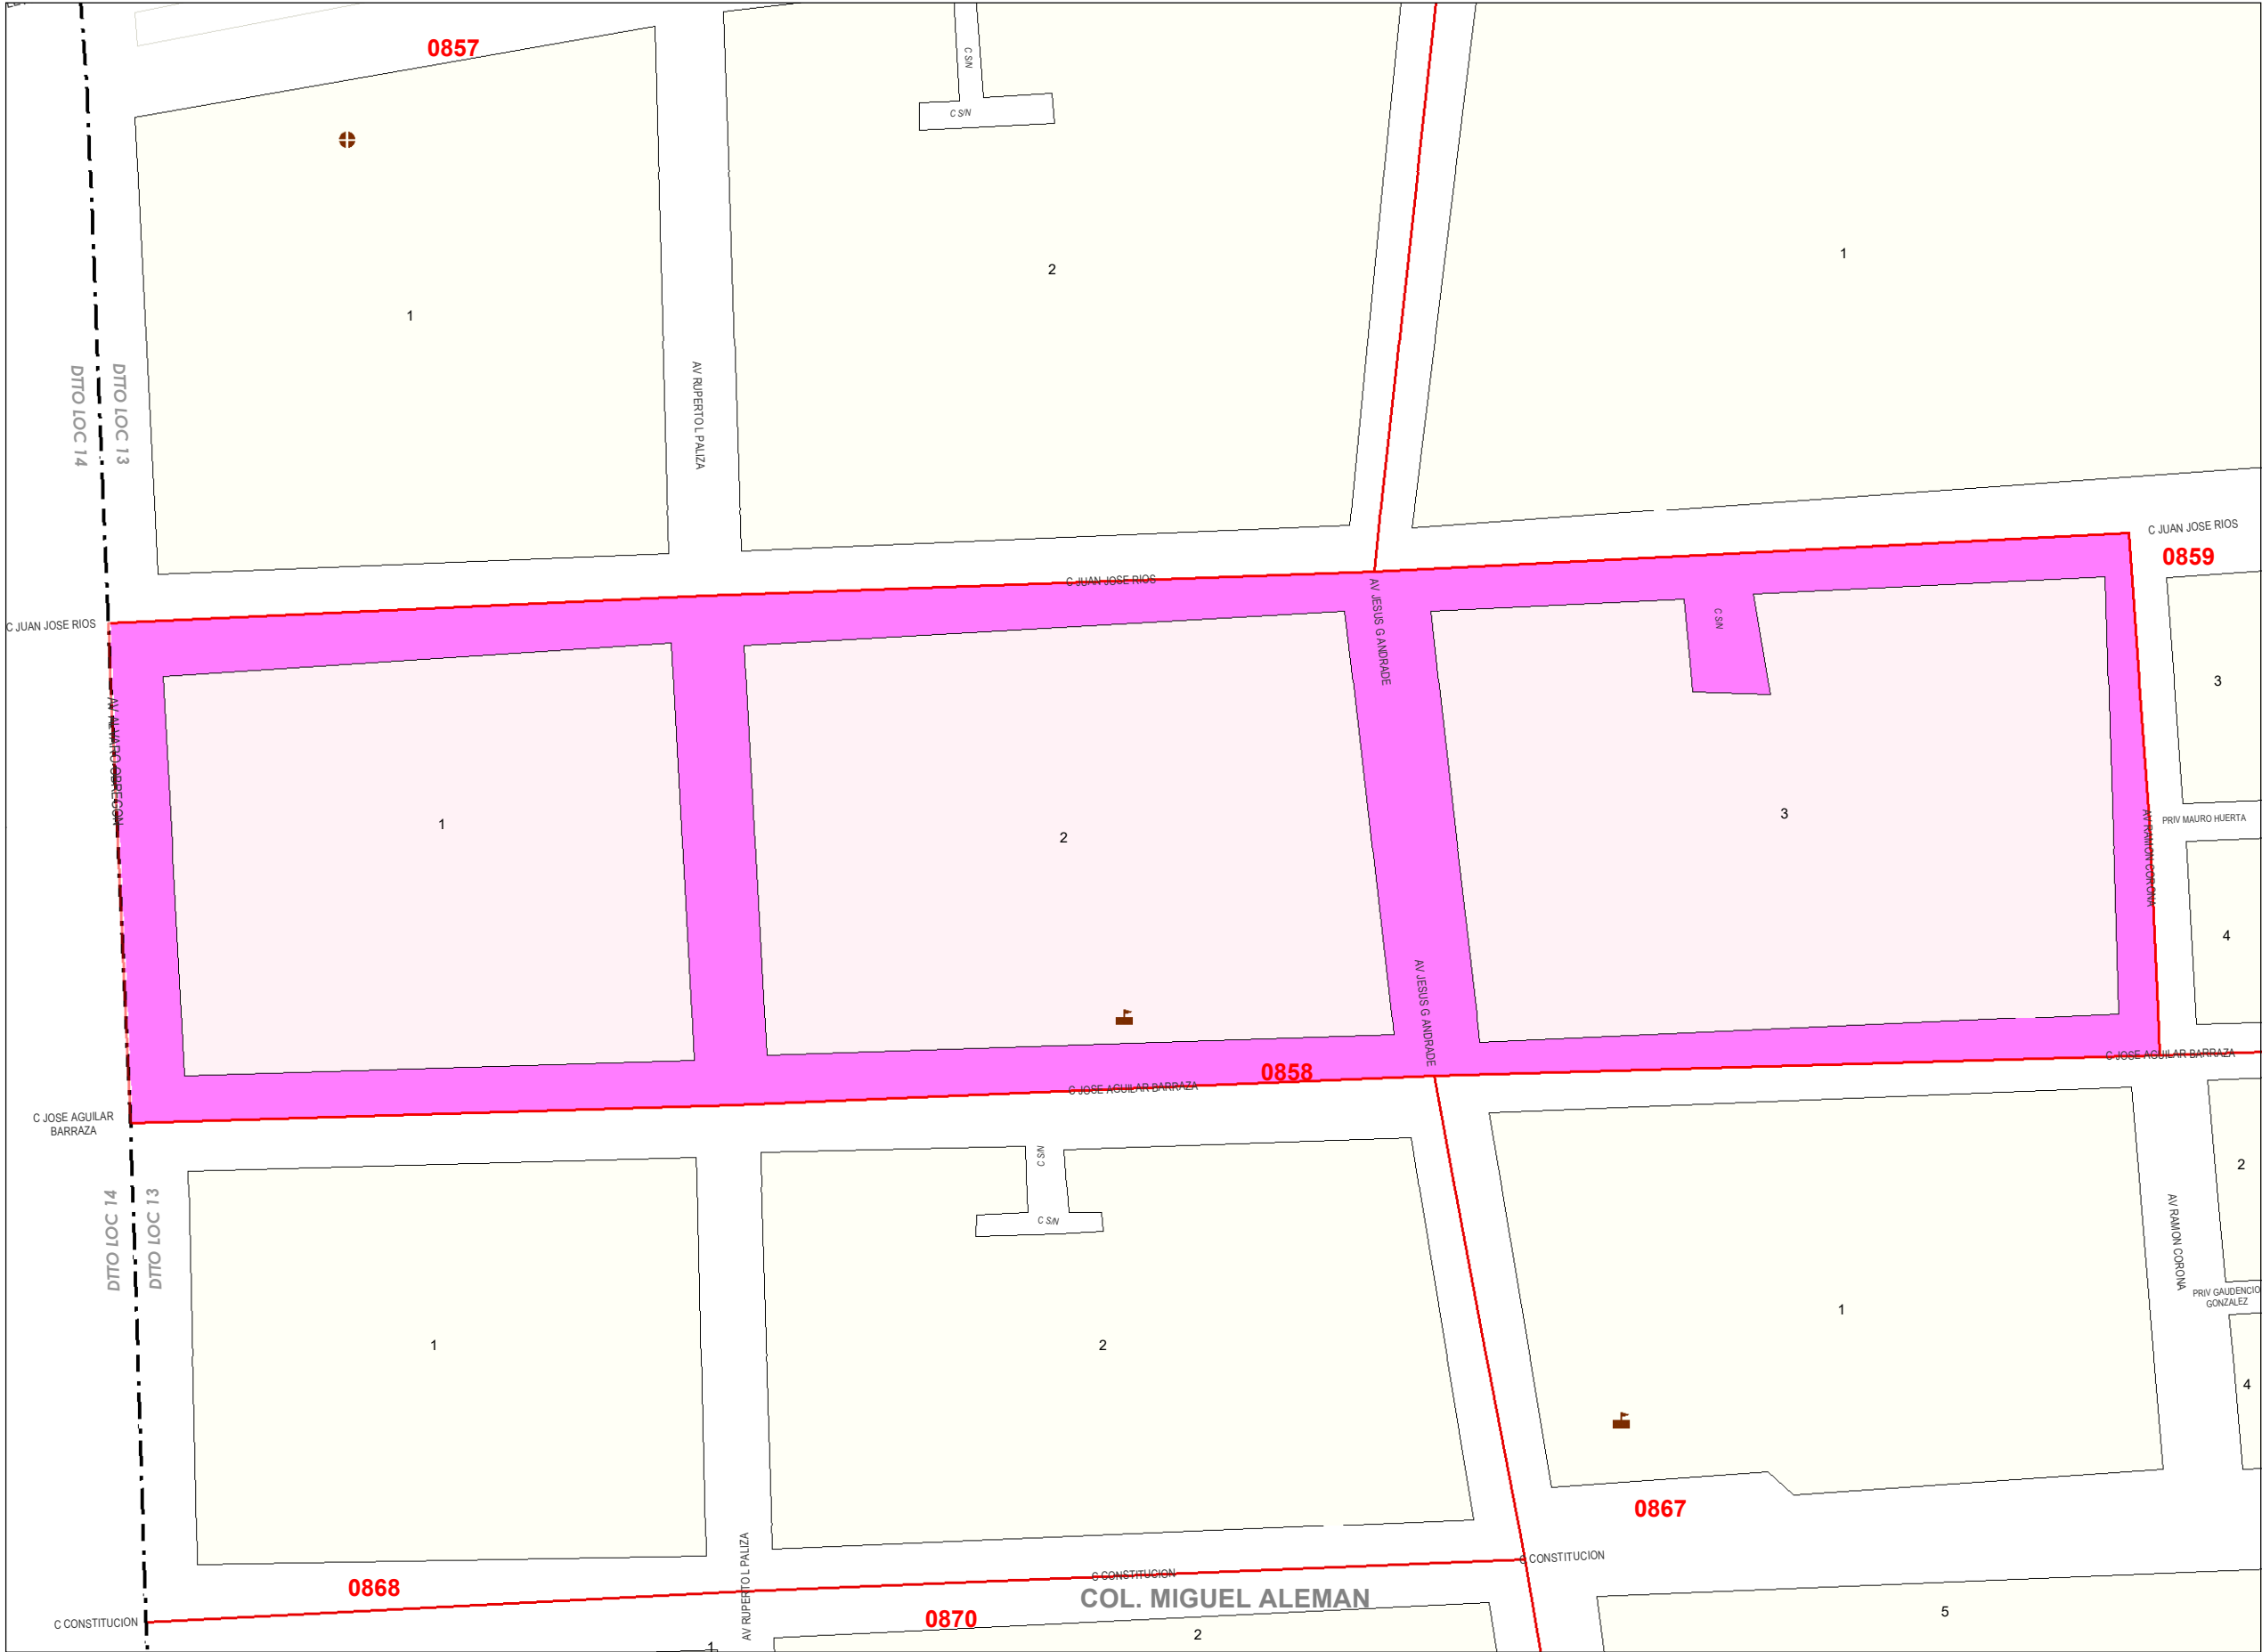 0857
C S/N
C S/N
2
1
1
DTTO LOC 14
DTTO LOC 13
AV RUPERTO L PALIZA
C JUAN JOSE RIOS
0859
C JUAN JOSE RIOS
AV JESUS G ANDRADE
C S/N
C JUAN JOSE RIOS
3
AV ALVARO OBREGON
1
2
3
PRIV MAURO HUERTA
AV RAMON CORONA
4
AV JESUS G ANDRADE
0858
C JOSE AGUILAR BARRAZA
C JOSE AGUILAR BARRAZA
C JOSE AGUILAR
BARRAZA
C S/N
C S/N
2
DTTO LOC 14
DTTO LOC 13
AV RAMON CORONA
PRIV GAUDENCIO
GONZALEZ
1
1
2
4
0867
AV RUPERTO L PALIZA
C CONSTITUCION
C CONSTITUCION
0868
COL. MIGUEL ALEMAN
C CONSTITUCION
0870
5
2
1